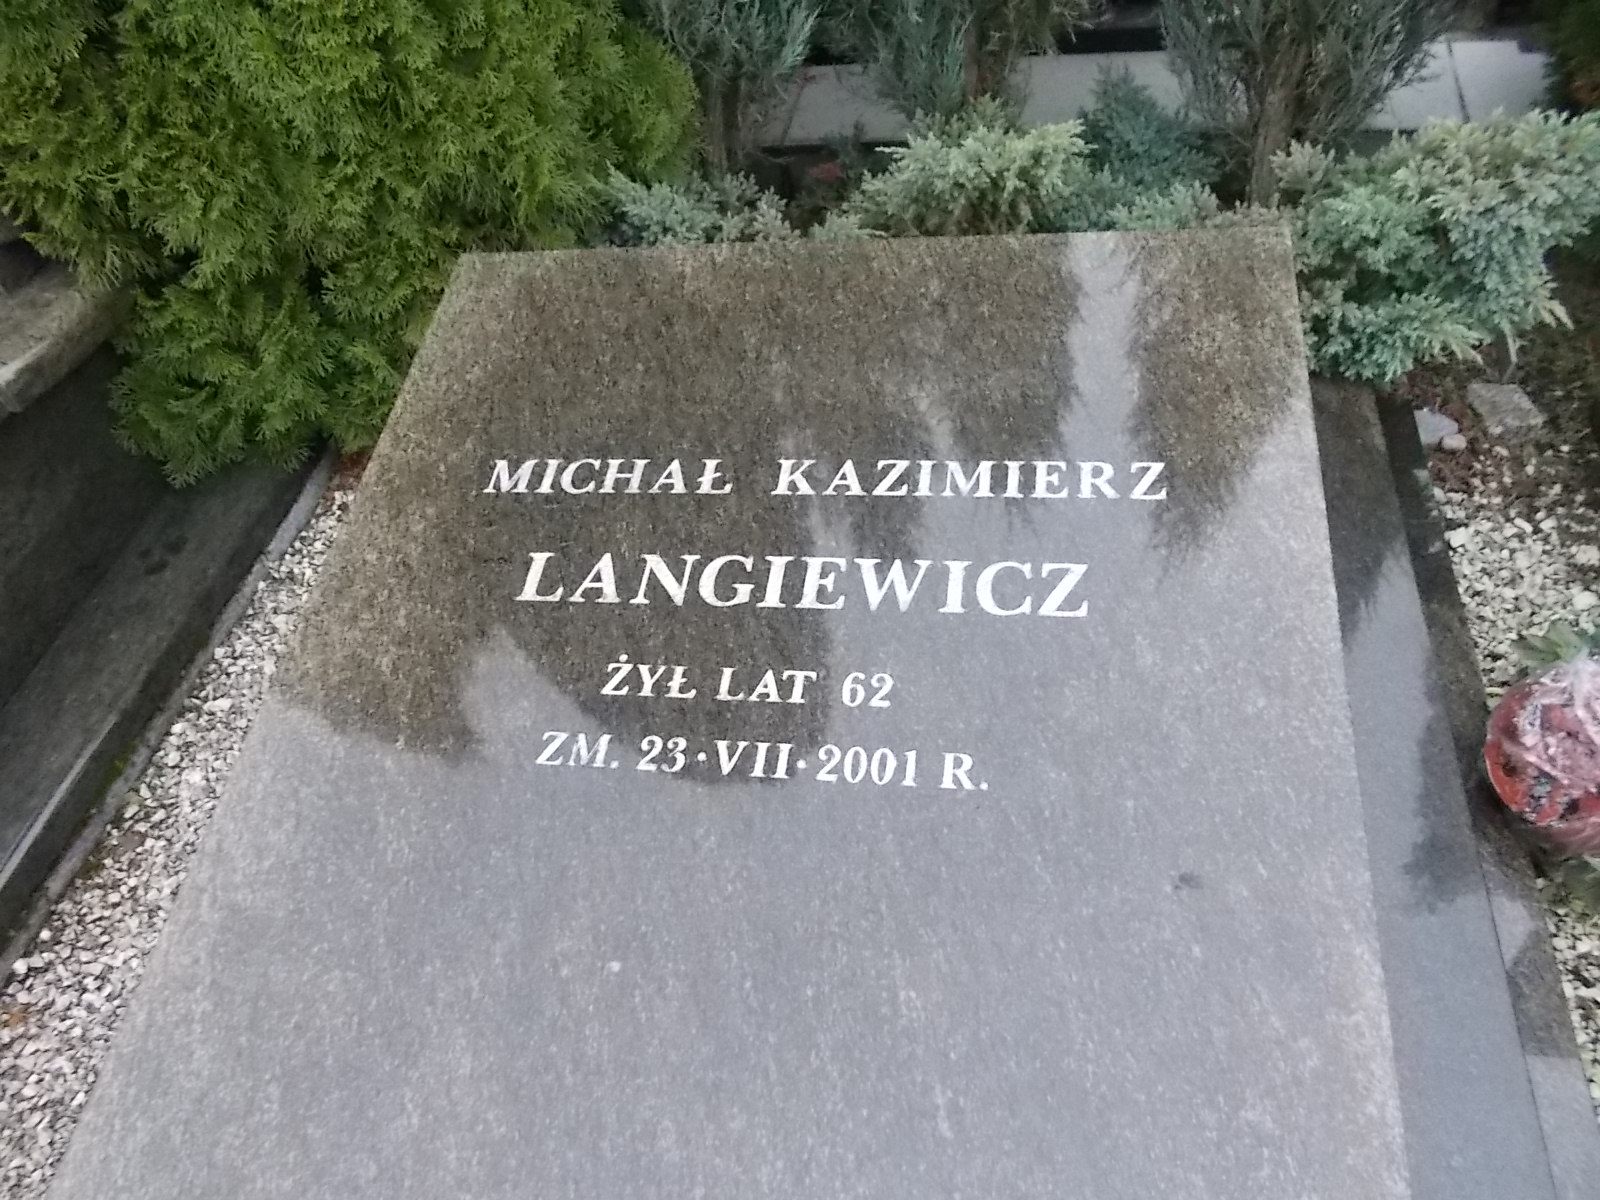 MICHAŁ KAZIMIERZ
LANGIEWICZ
ŻYŁ LAT 62
ZM. 23·VII·2001 R.